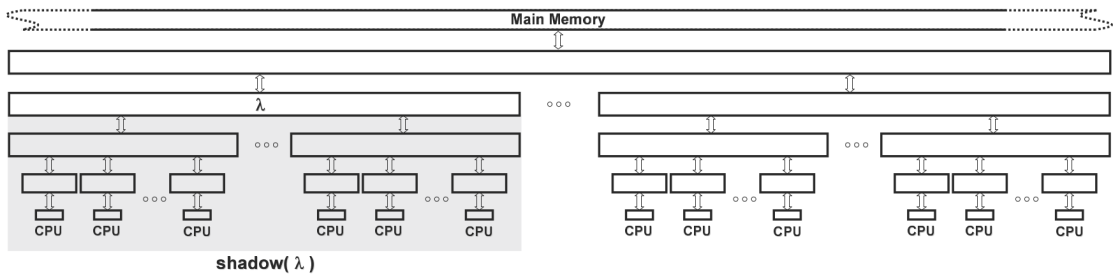 Main Memory
λ
CPU CPU CPU CPU CPU CPU CPU CPU CPU CPU CPU CPU
shadow( λ )